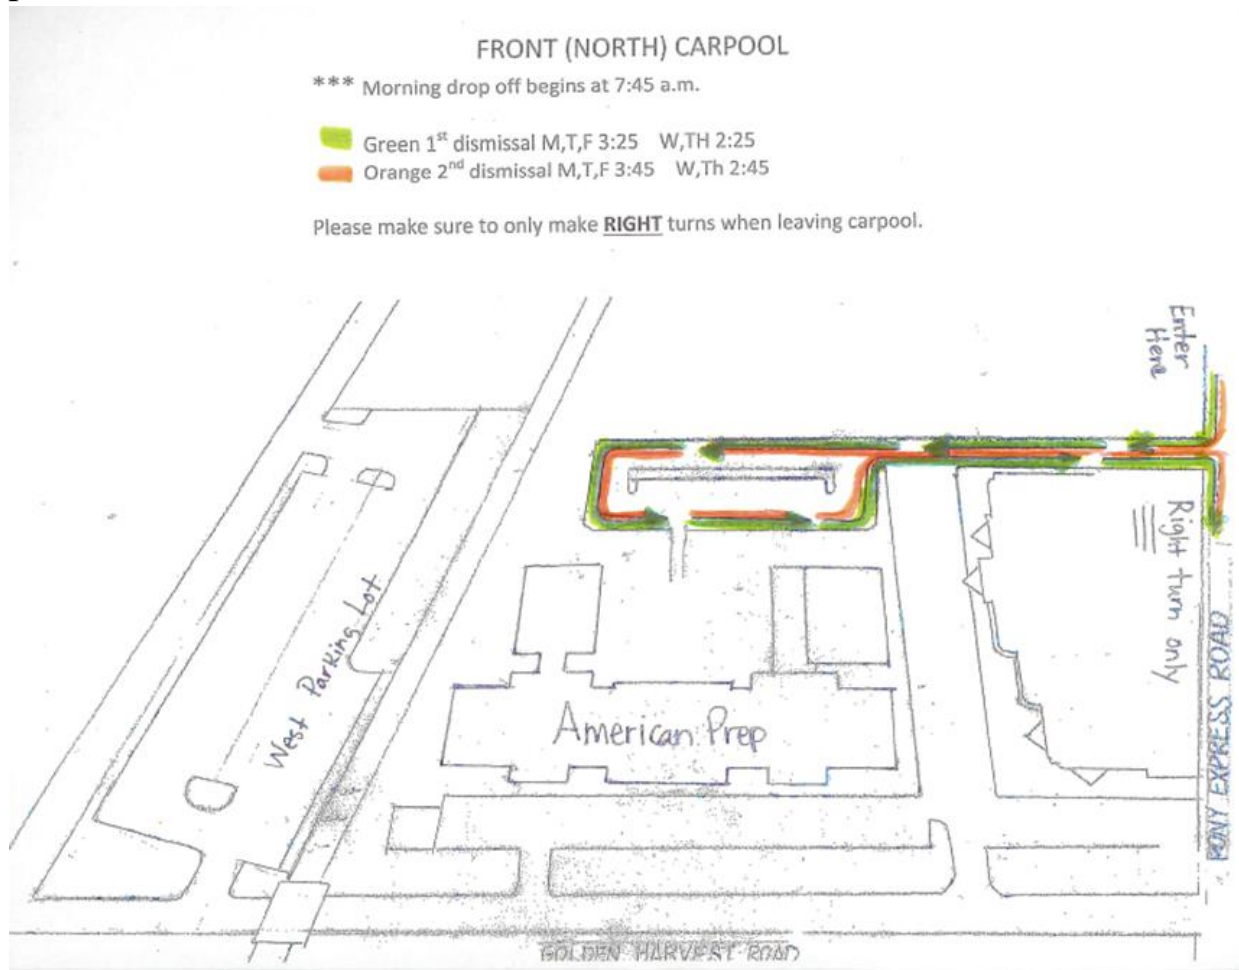 FRONT (NORTH) CARPOOL
*** Morning drop off begins at 7:45 a.m.
Green 1st dismissal M,T,F 3:25 W,TH 2:25
Orange 2nd dismissal M,T,F 3:45 W,Th 2:45
Please make sure to only make RIGHT turns when leaving carpool.
Enter
Here
Right turn only
West Parking Lot
American Prep
PONY EXPRESS ROAD
GOLDEN HARVEST ROAD